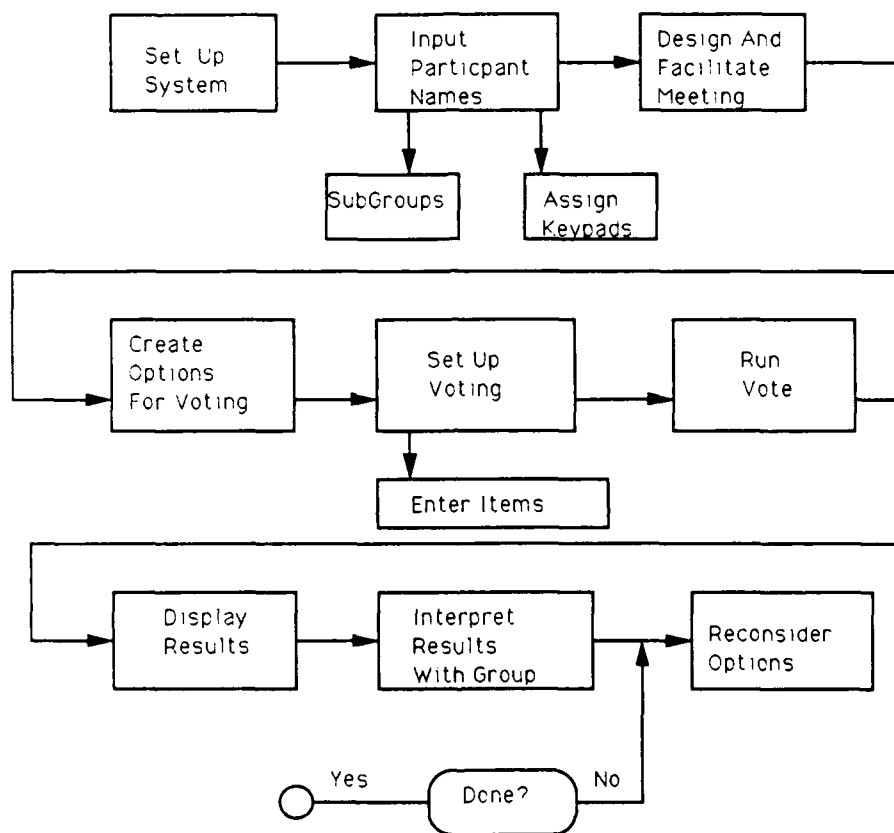 Set Up
System
Input
Particpant
Names
Design And
Facilitate
Meeting
SubGroups
Assign
Keypads
Create
Options
For Voting
Set Up
Voting
Run
Vote
Enter Items
Display
Results
Interpret
Results
With Group
Reconsider
Options
Yes
Done?
No